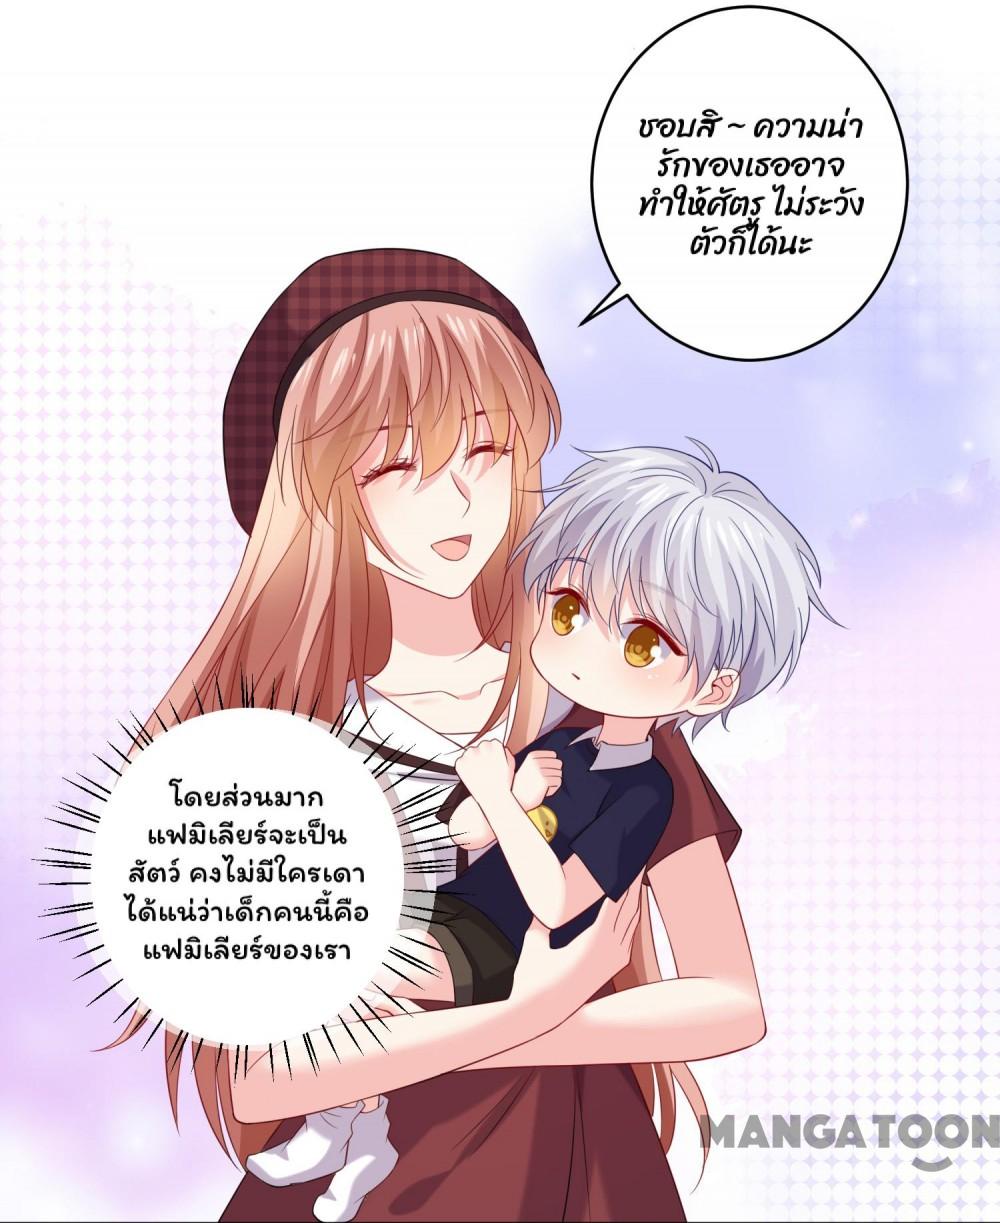 ชอบสิ ~ ความน่า
รักของเธออาจ
ทำให้ศัตรู ไม่ระวัง
ตัวก็ได้นะ
โดยส่วนมาก
แฟมิเลียร์จะเป็น
สัตว์ คงไม่มีใครเดา
ได้แน่ว่าเด็กคนนี้คือ
แฟมิเลียร์ของเรา
MANGATOON